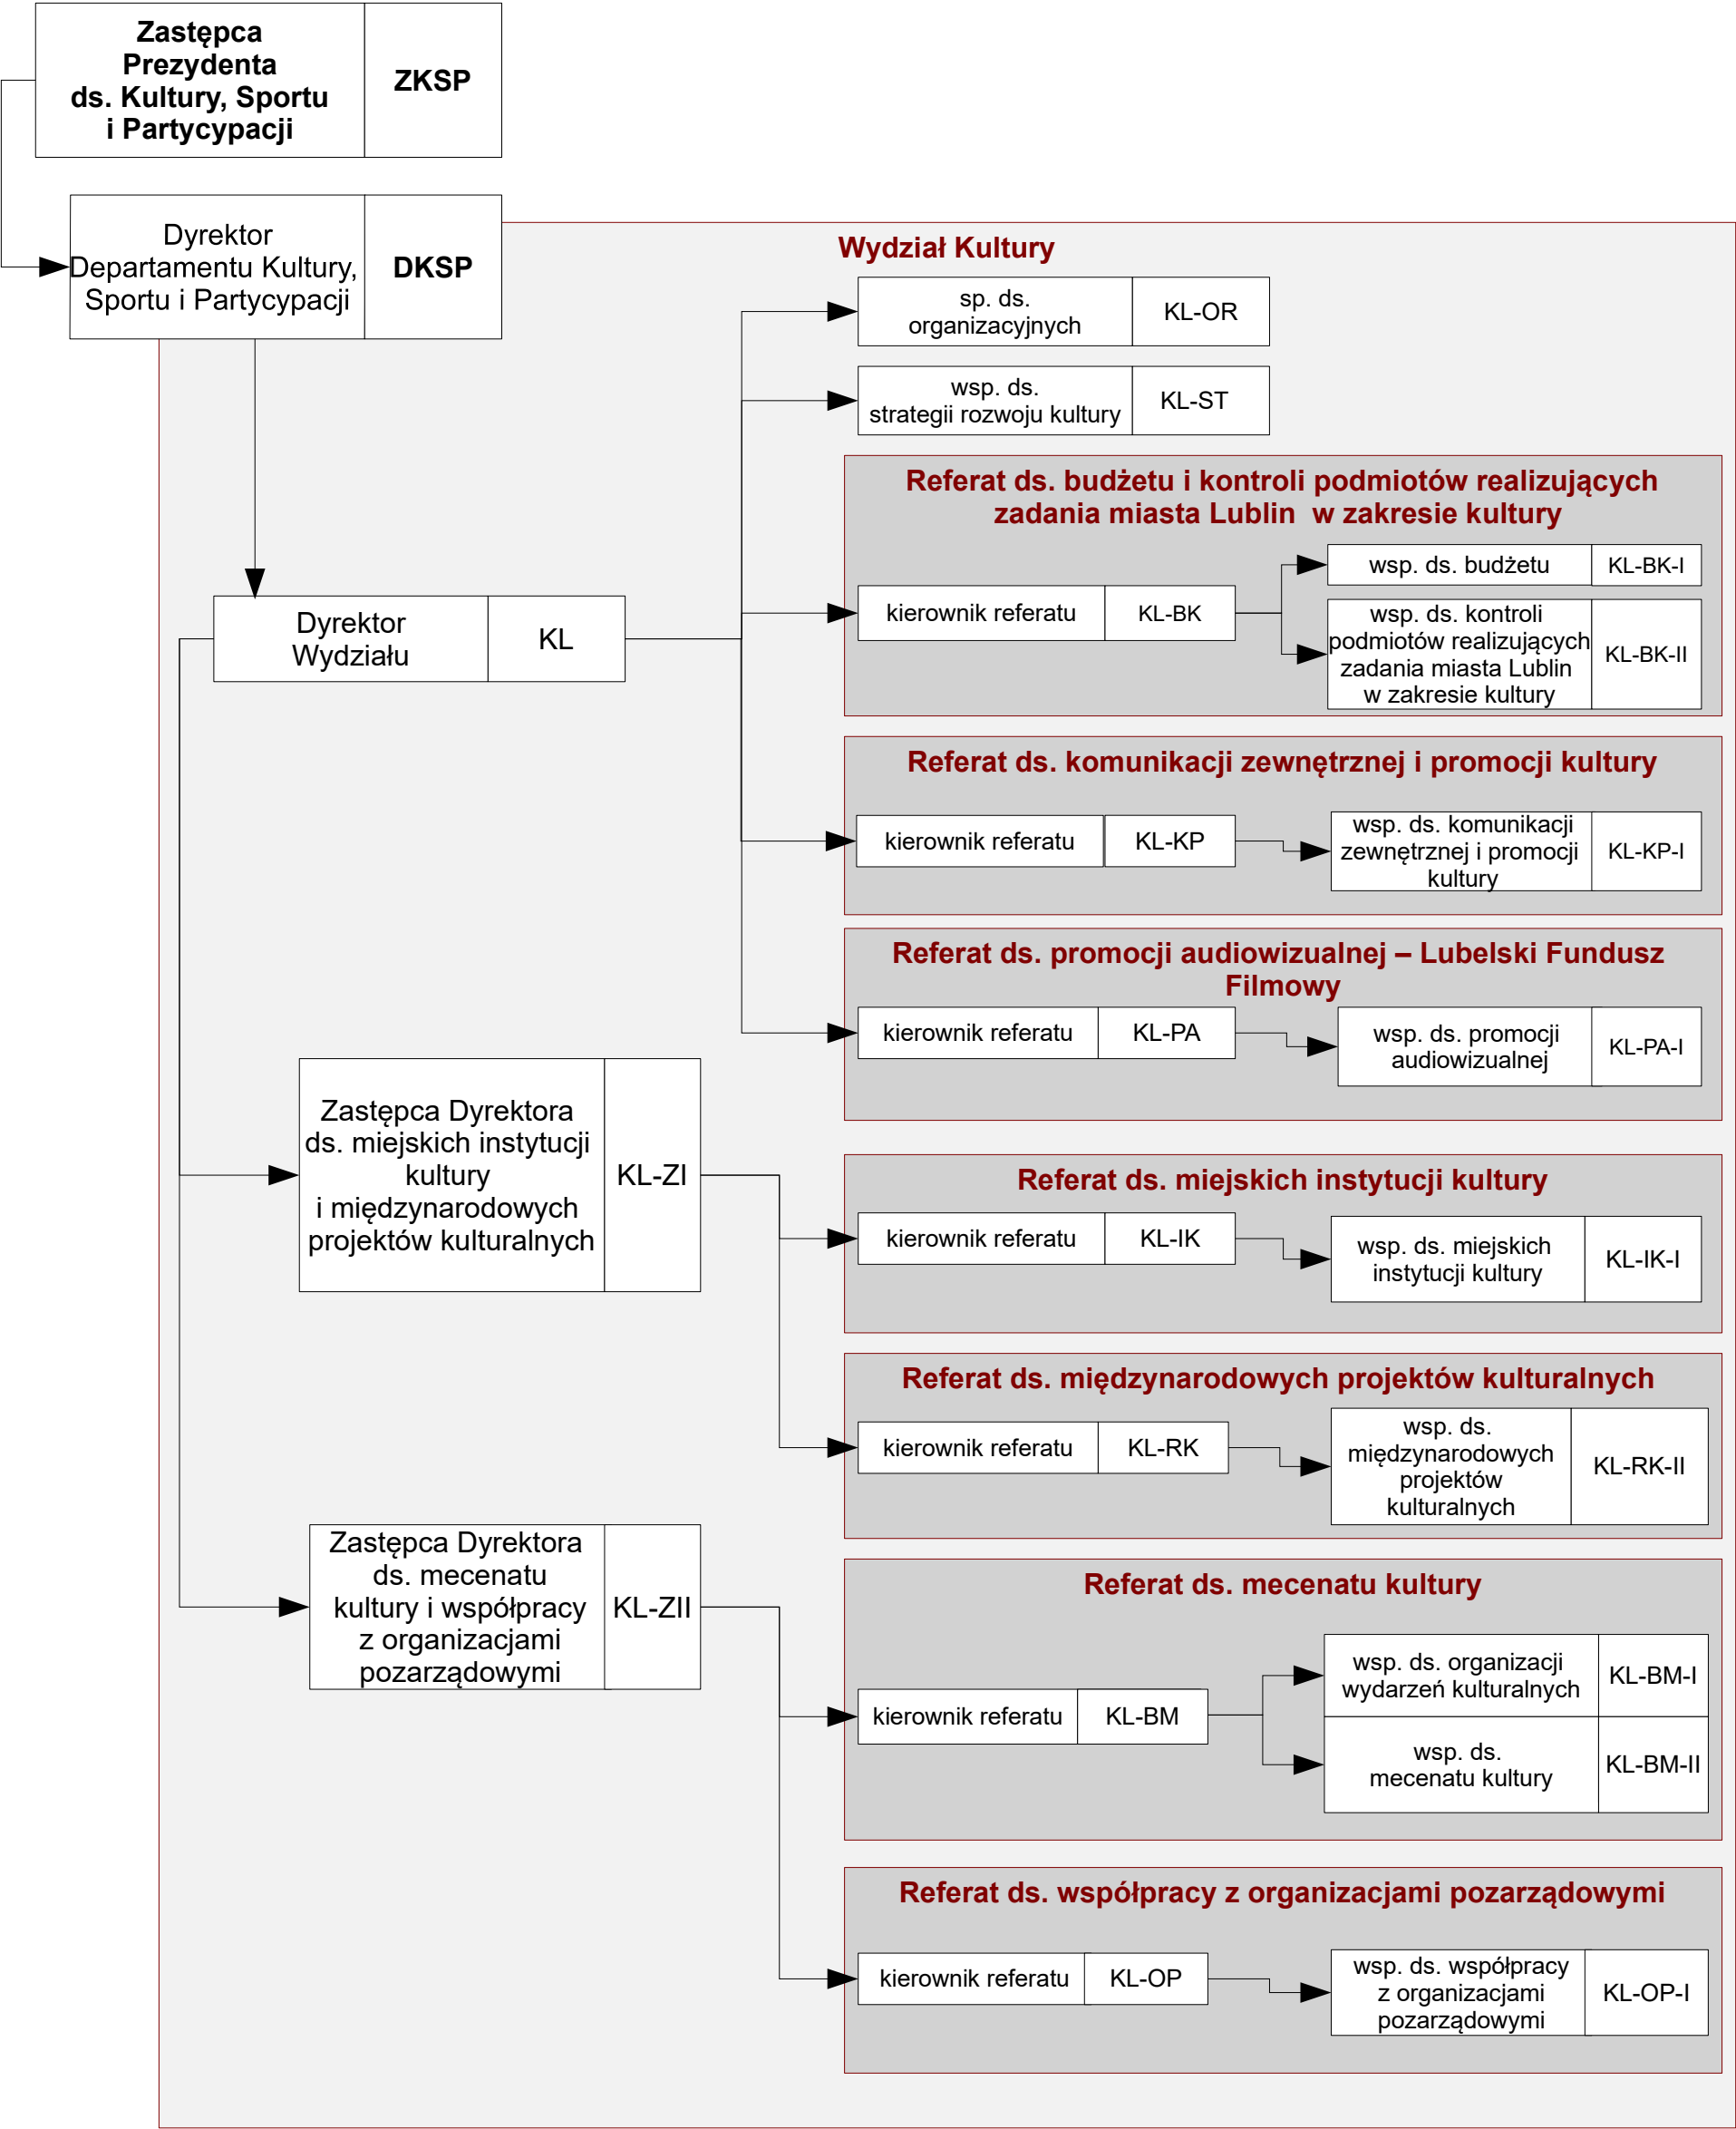 Zastępca
Prezydenta
ds. Kultury, Sportu
i Partycypacji
ZKSP
Dyrektor
Departamentu Kultury,
Sportu i Partycypacji
DKSP
Wydział Kultury
sp. ds.
organizacyjnych
KL-OR
wsp. ds.
strategii rozwoju kultury
KL-ST
Referat ds. budżetu i kontroli podmiotów realizujących
zadania miasta Lublin w zakresie kultury
kierownik referatu
KL-BK
wsp. ds. budżetu
KL-BK-I
wsp. ds. kontroli
podmiotów realizujących
zadania miasta Lublin
w zakresie kultury
KL-BK-II
Dyrektor
Wydziału
KL
Referat ds. komunikacji zewnętrznej i promocji kultury
kierownik referatu
KL-KP
wsp. ds. komunikacji
zewnętrznej i promocji
kultury
KL-KP-I
Referat ds. promocji audiowizualnej – Lubelski Fundusz
Filmowy
kierownik referatu
KL-PA
wsp. ds. promocji
audiowizualnej
KL-PA-I
Zastępca Dyrektora
ds. miejskich instytucji
kultury
i międzynarodowych
projektów kulturalnych
KL-ZI
Referat ds. miejskich instytucji kultury
kierownik referatu
KL-IK
wsp. ds. miejskich
instytucji kultury
KL-IK-I
Referat ds. międzynarodowych projektów kulturalnych
kierownik referatu
KL-RK
wsp. ds.
międzynarodowych
projektów
kulturalnych
KL-RK-II
Zastępca Dyrektora
ds. mecenatu
kultury i współpracy
z organizacjami
pozarządowymi
KL-ZII
Referat ds. mecenatu kultury
kierownik referatu
KL-BM
wsp. ds. organizacji
wydarzeń kulturalnych
KL-BM-I
wsp. ds.
mecenatu kultury
KL-BM-II
Referat ds. współpracy z organizacjami pozarządowymi
kierownik referatu
KL-OP
wsp. ds. współpracy
z organizacjami
pozarządowymi
KL-OP-I